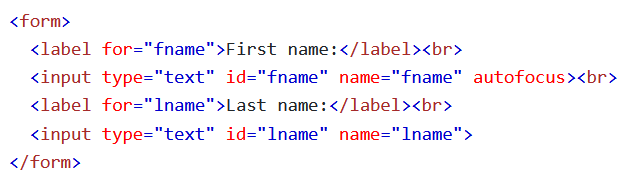 <form>
<label for="fname">First name:</label><br>
<input type="text" id="fname" name="fname" autofocus><br>
<label for="lname">Last name:</label><br>
<input type="text" id="lname" name="lname">
</form>